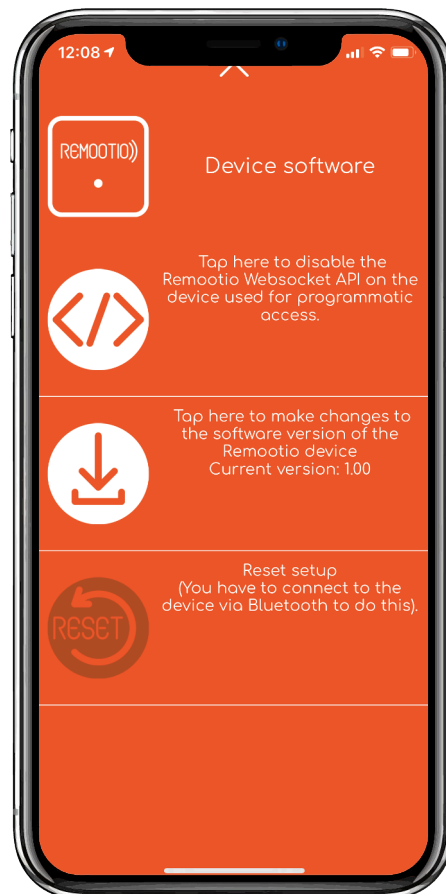 12:08
REMOOTIO
Device software
Tap here to disable the
Remootio Websocket API on the
device used for programmatic
access.
Tap here to make changes to
the software version of the
Remootio device
Current version: 1.00
Reset setup
(You have to connect to the
device via Bluetooth to do this).
RESET